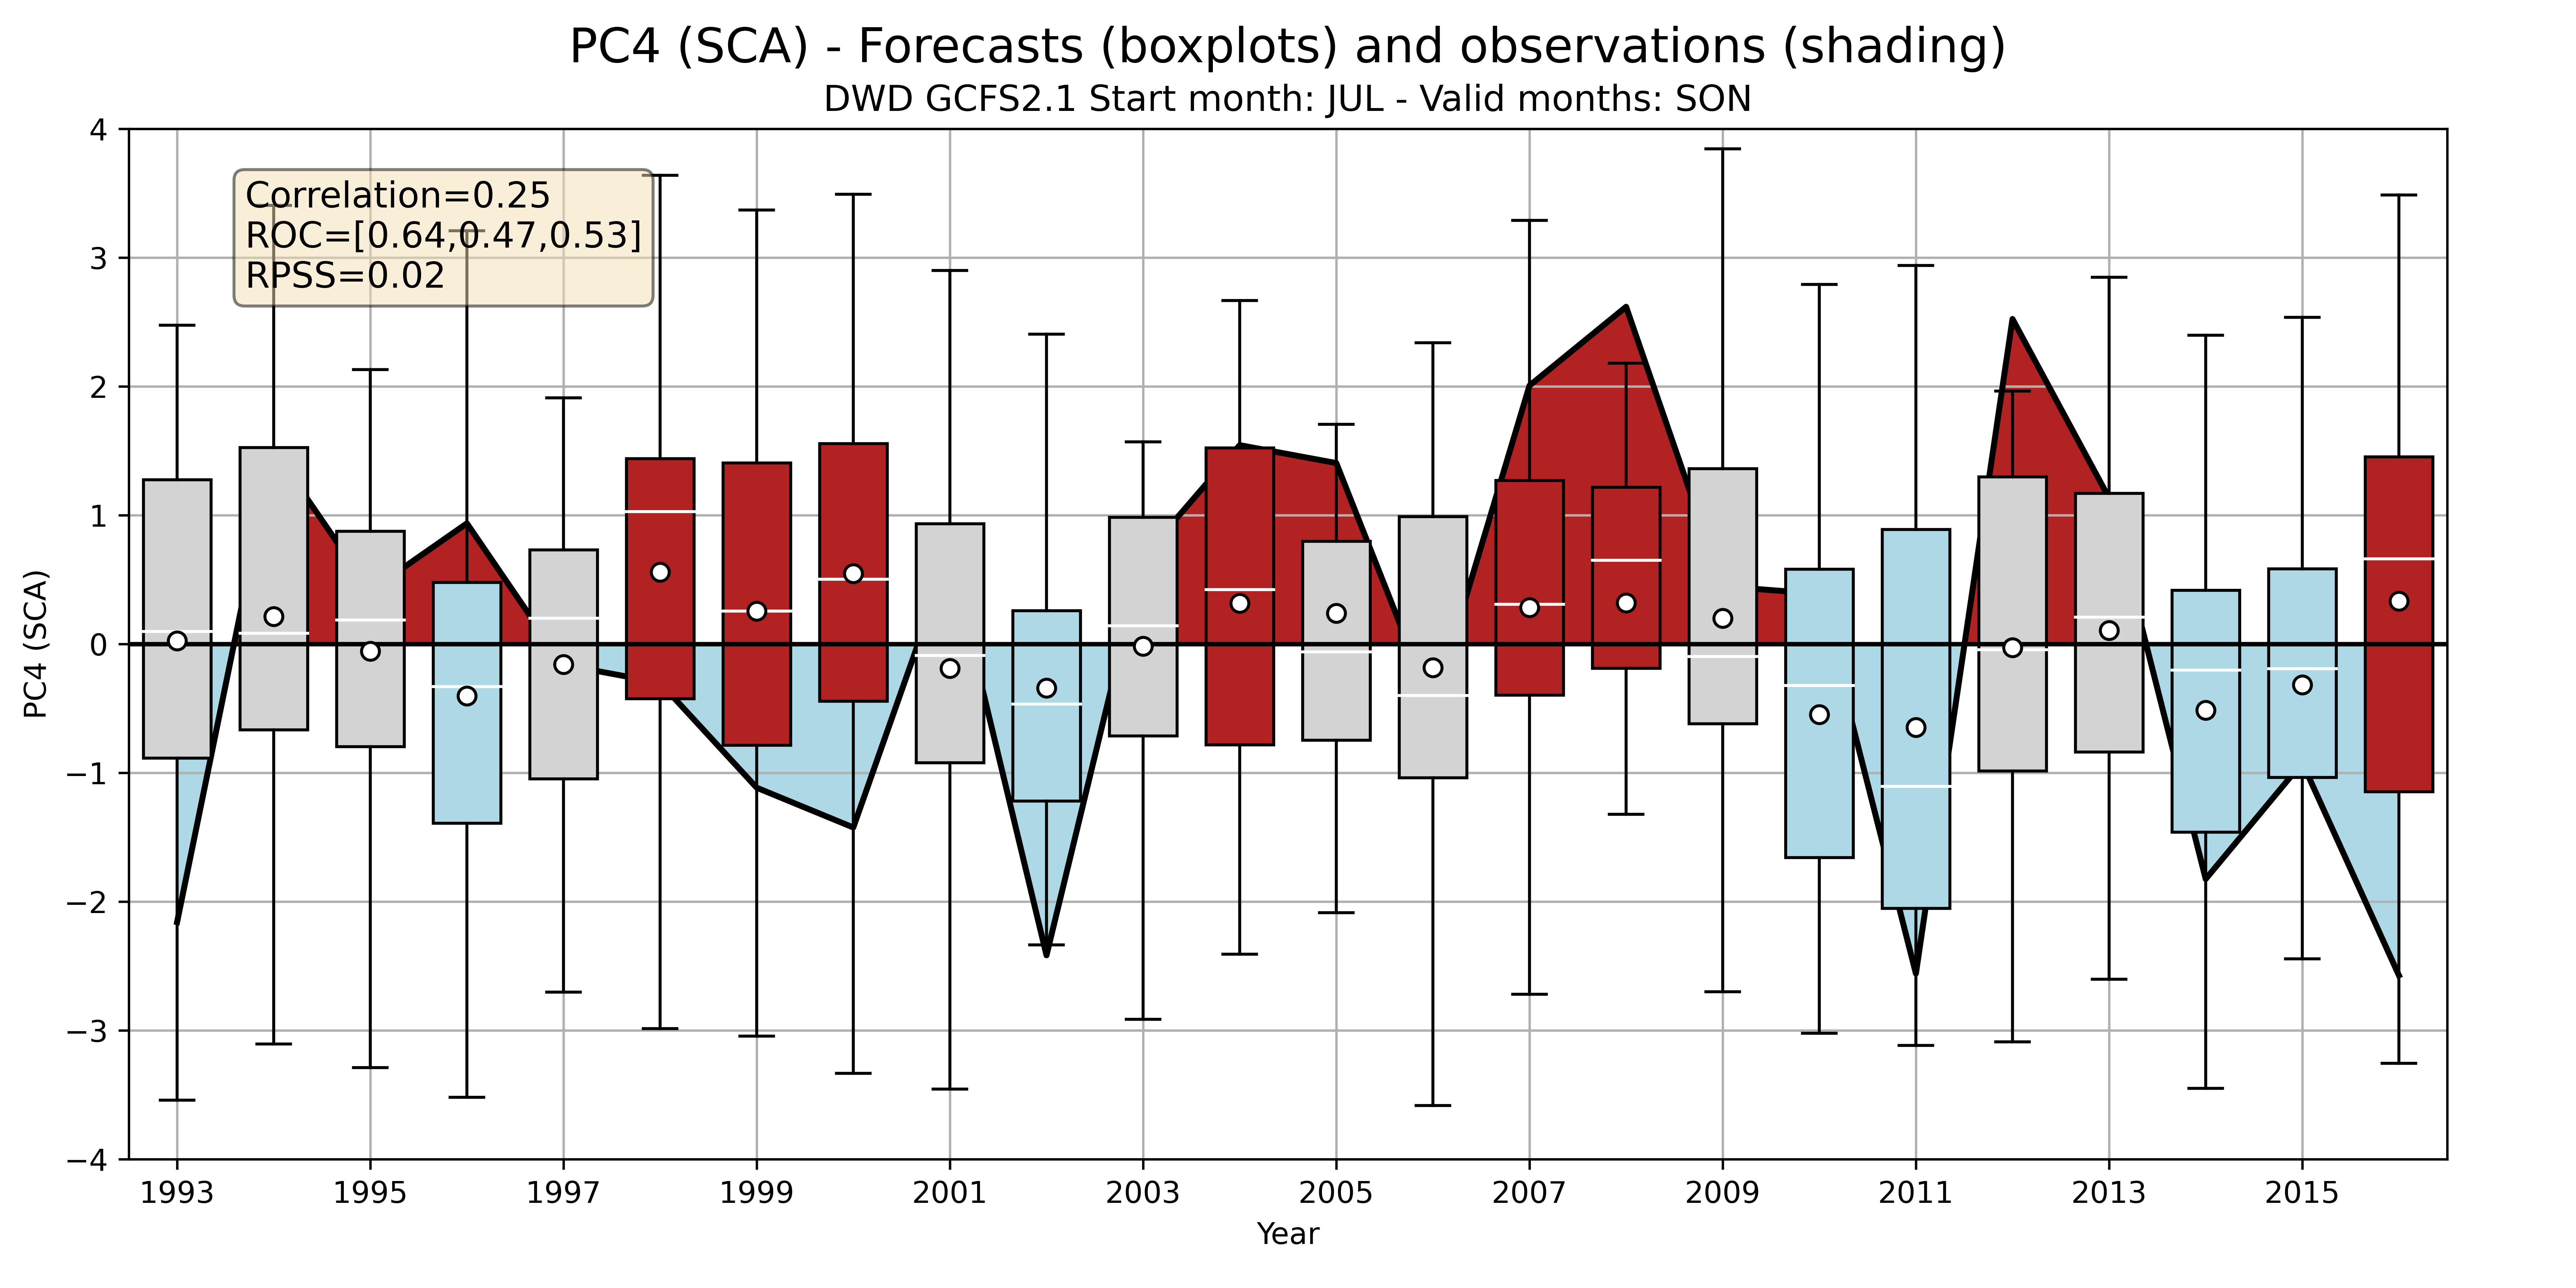 PC4 (SCA) - Forecasts (boxplots) and observations (shading)
DWD GCFS2.1 Start month: JUL - Valid months: SON
Correlation=0.25
ROC=[0.64,0.47,0.53]
RPSS=0.02
PC4 (SCA)
4
3
2
1
0
−1
−2
−3
−4
1993 1995 1997 1999 2001 2003 2005 2007 2009 2011 2013 2015
Year